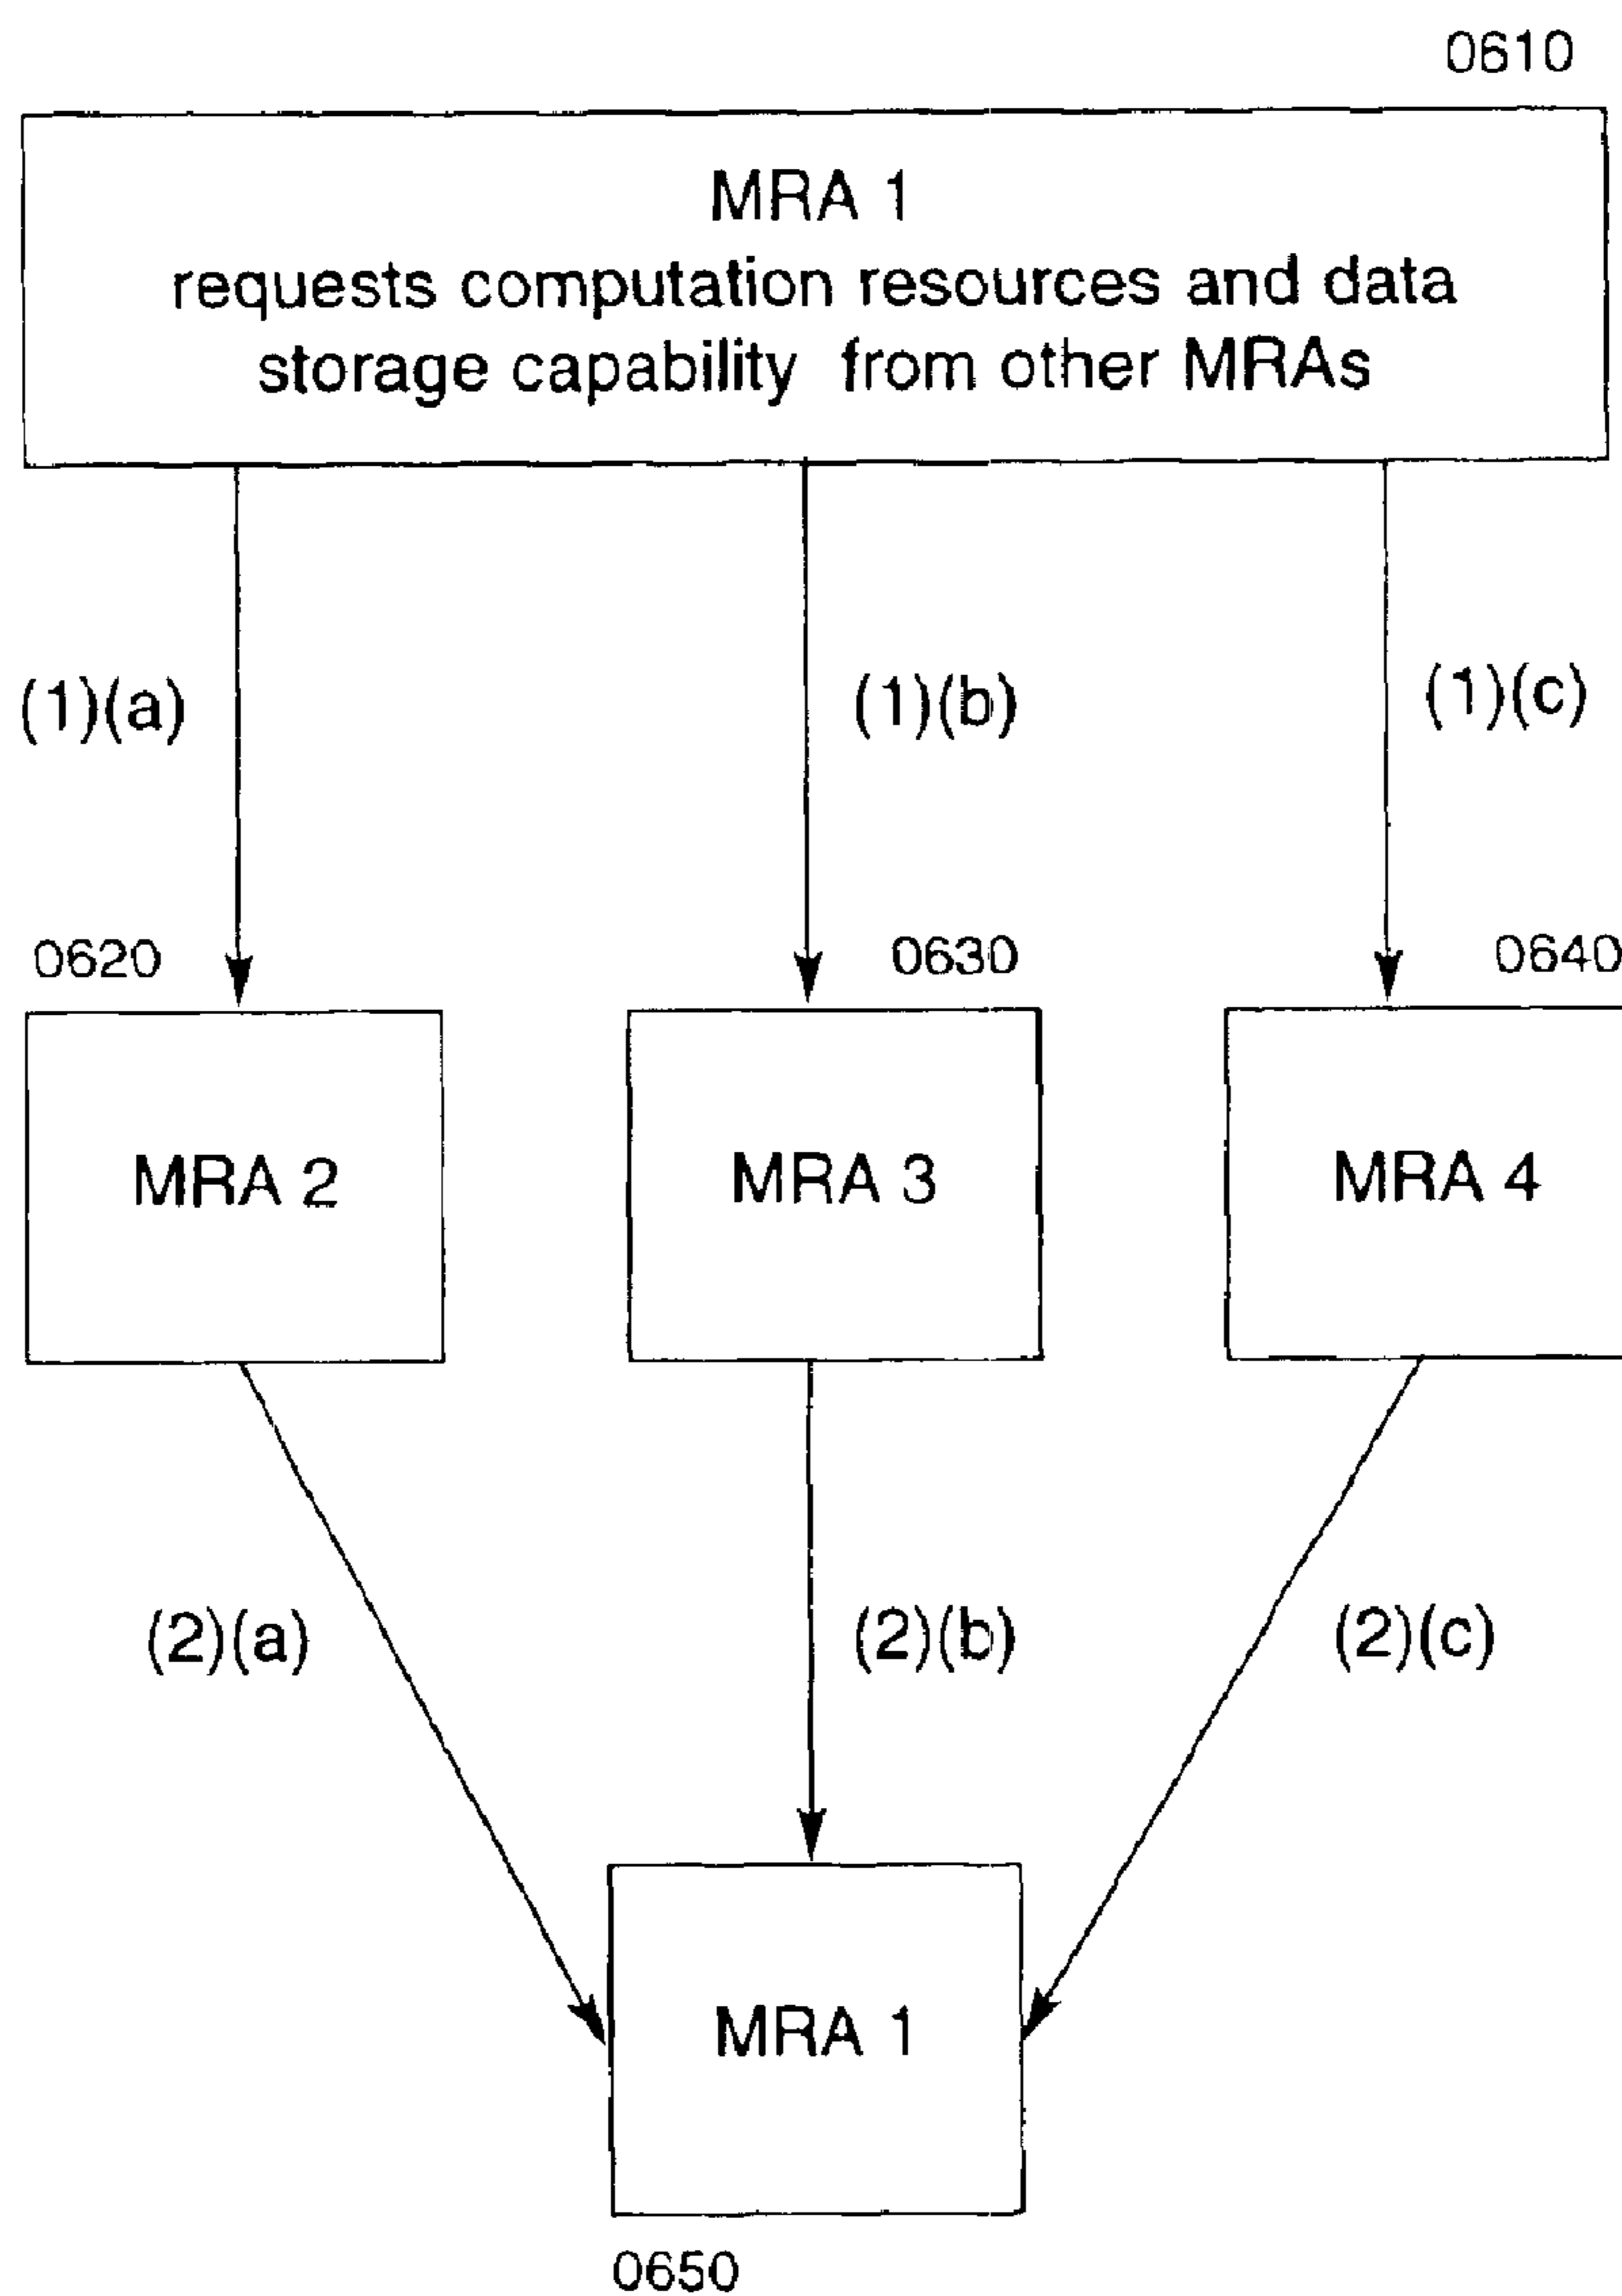 0610
MRA 1
requests computation resources and data
storage capability from other MRAs
(1)(a)
(1)(b)
(1)(c)
0620
0630
0640
MRA 2
MRA 3
MRA 4
(2)(a)
(2)(b)
(2)(c)
MRA 1
0650